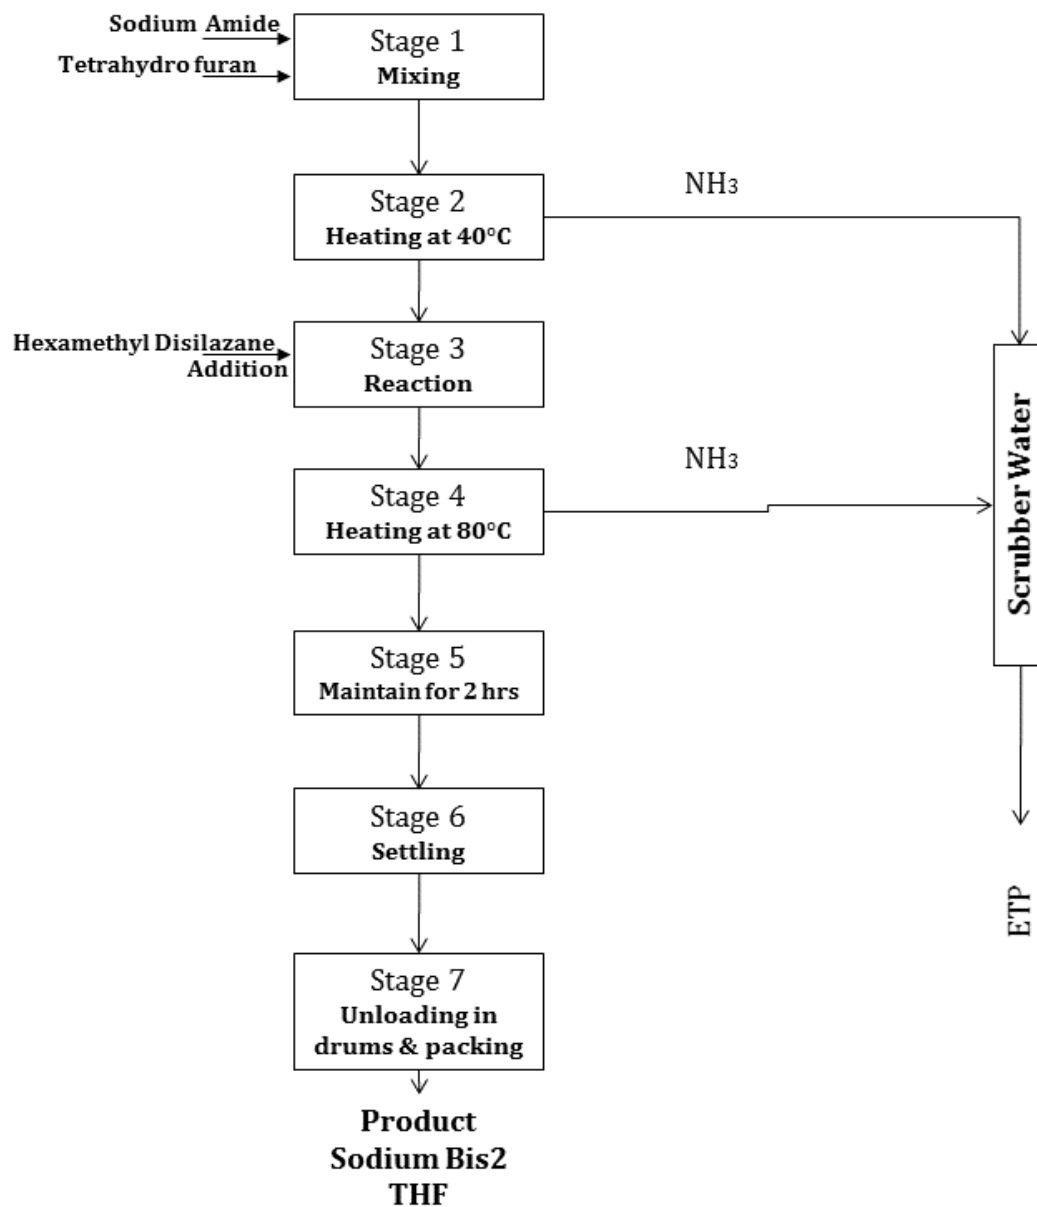 Sodium Amide
Tetrahydro furan
Stage 1
Mixing
Stage 2
Heating at 40°C
NH₃
Hexamethyl Disilazane
Addition
Stage 3
Reaction
Stage 4
Heating at 80°C
NH₃
Scrubber Water
Stage 5
Maintain for 2 hrs
Stage 6
Settling
ETP
Stage 7
Unloading in
drums & packing
Product
Sodium Bis2
THF